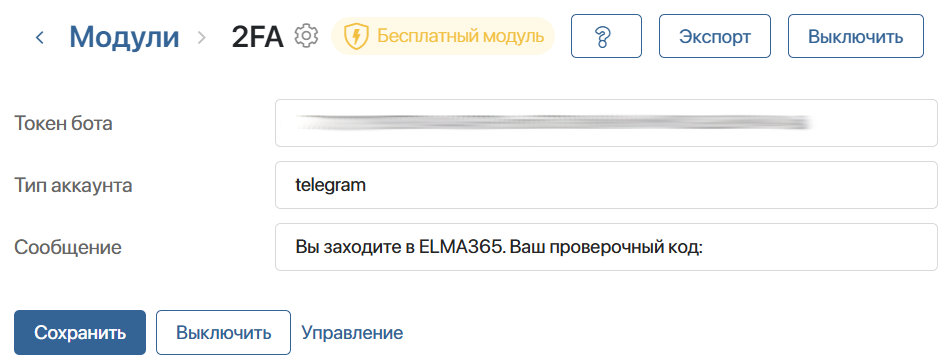 Модули 2FA Бесплатный модуль ? Экспорт Выключить
Токен бота
Тип аккаунта telegram
Сообщение Вы заходите в ELMA365. Ваш проверочный код:
Сохранить Выключить Управление